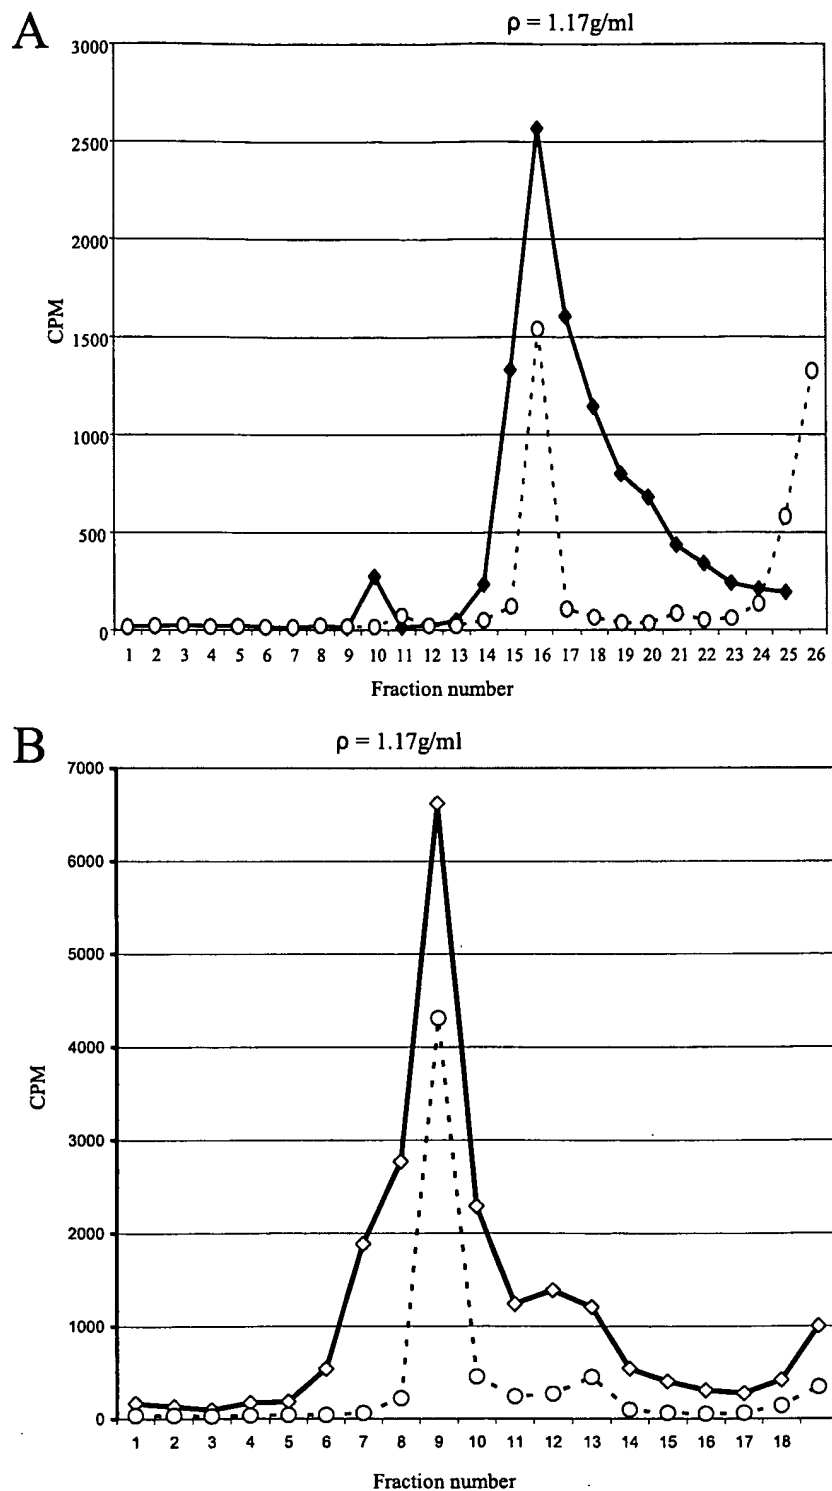 A
ρ = 1.17g/ml
3000
2500
2000
1500
1000
500
0
CPM
1 2 3 4 5 6 7 8 9 10 11 12 13 14 15 16 17 18 19 20 21 22 23 24 25 26
Fraction number
B
ρ = 1.17g/ml
7000
6000
5000
4000
3000
2000
1000
0
CPM
1 2 3 4 5 6 7 8 9 10 11 12 13 14 15 16 17 18
Fraction number